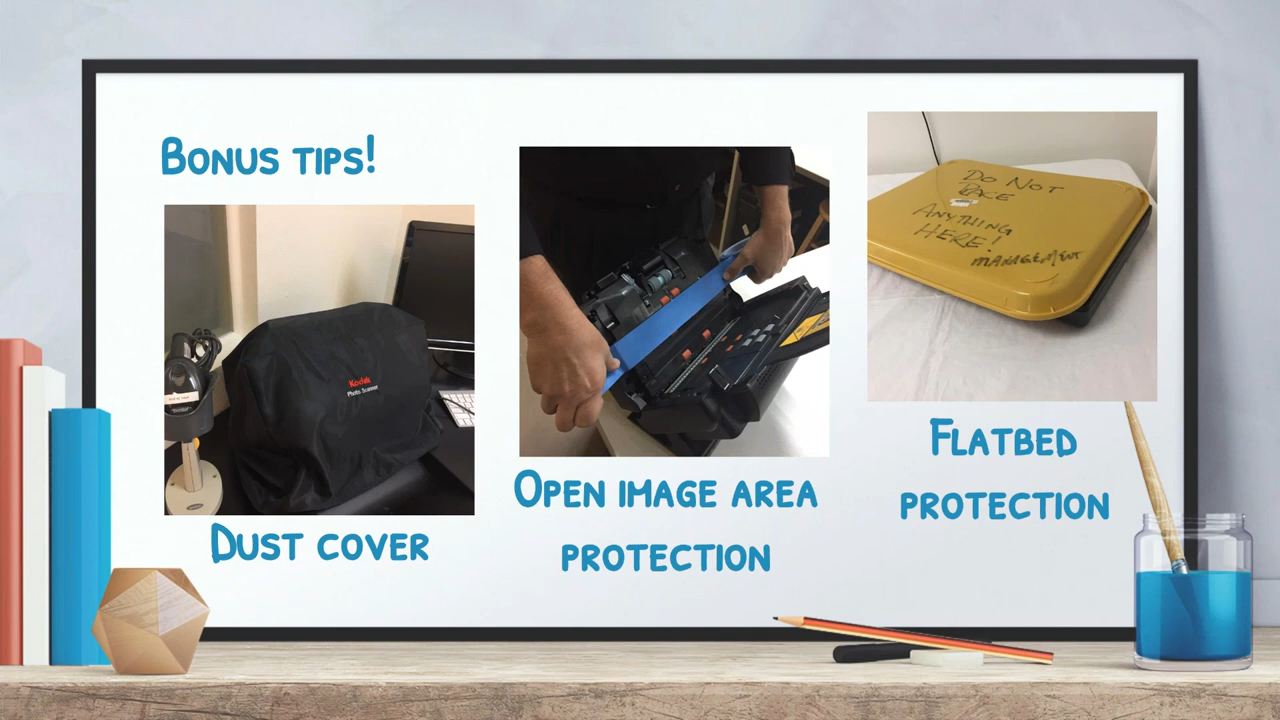 Bonus tips!
Kodak
Photo Scanner
Dust cover
Open image area
protection
Do Not
Place
Anything
Here!
Management
Flatbed
protection